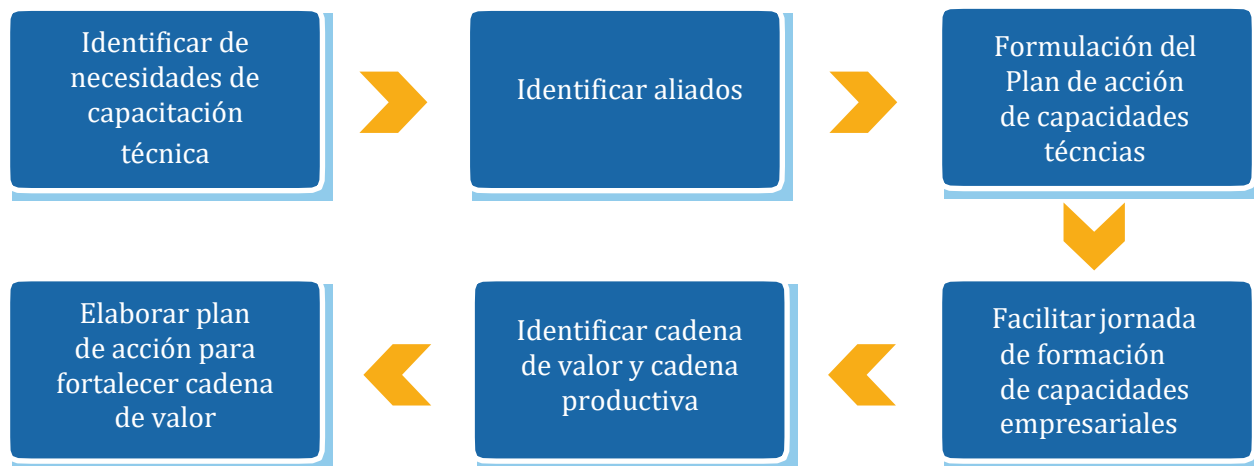 Identificar de
necesidades de
capacitación
técnica
Identificar aliados
Formulación del
Plan de acción
de capacidades
técncias
Facilitar jornada
de formación
de capacidades
empresariales
Identificar cadena
de valor y cadena
productiva
Elaborar plan
de acción para
fortalecer cadena
de valor